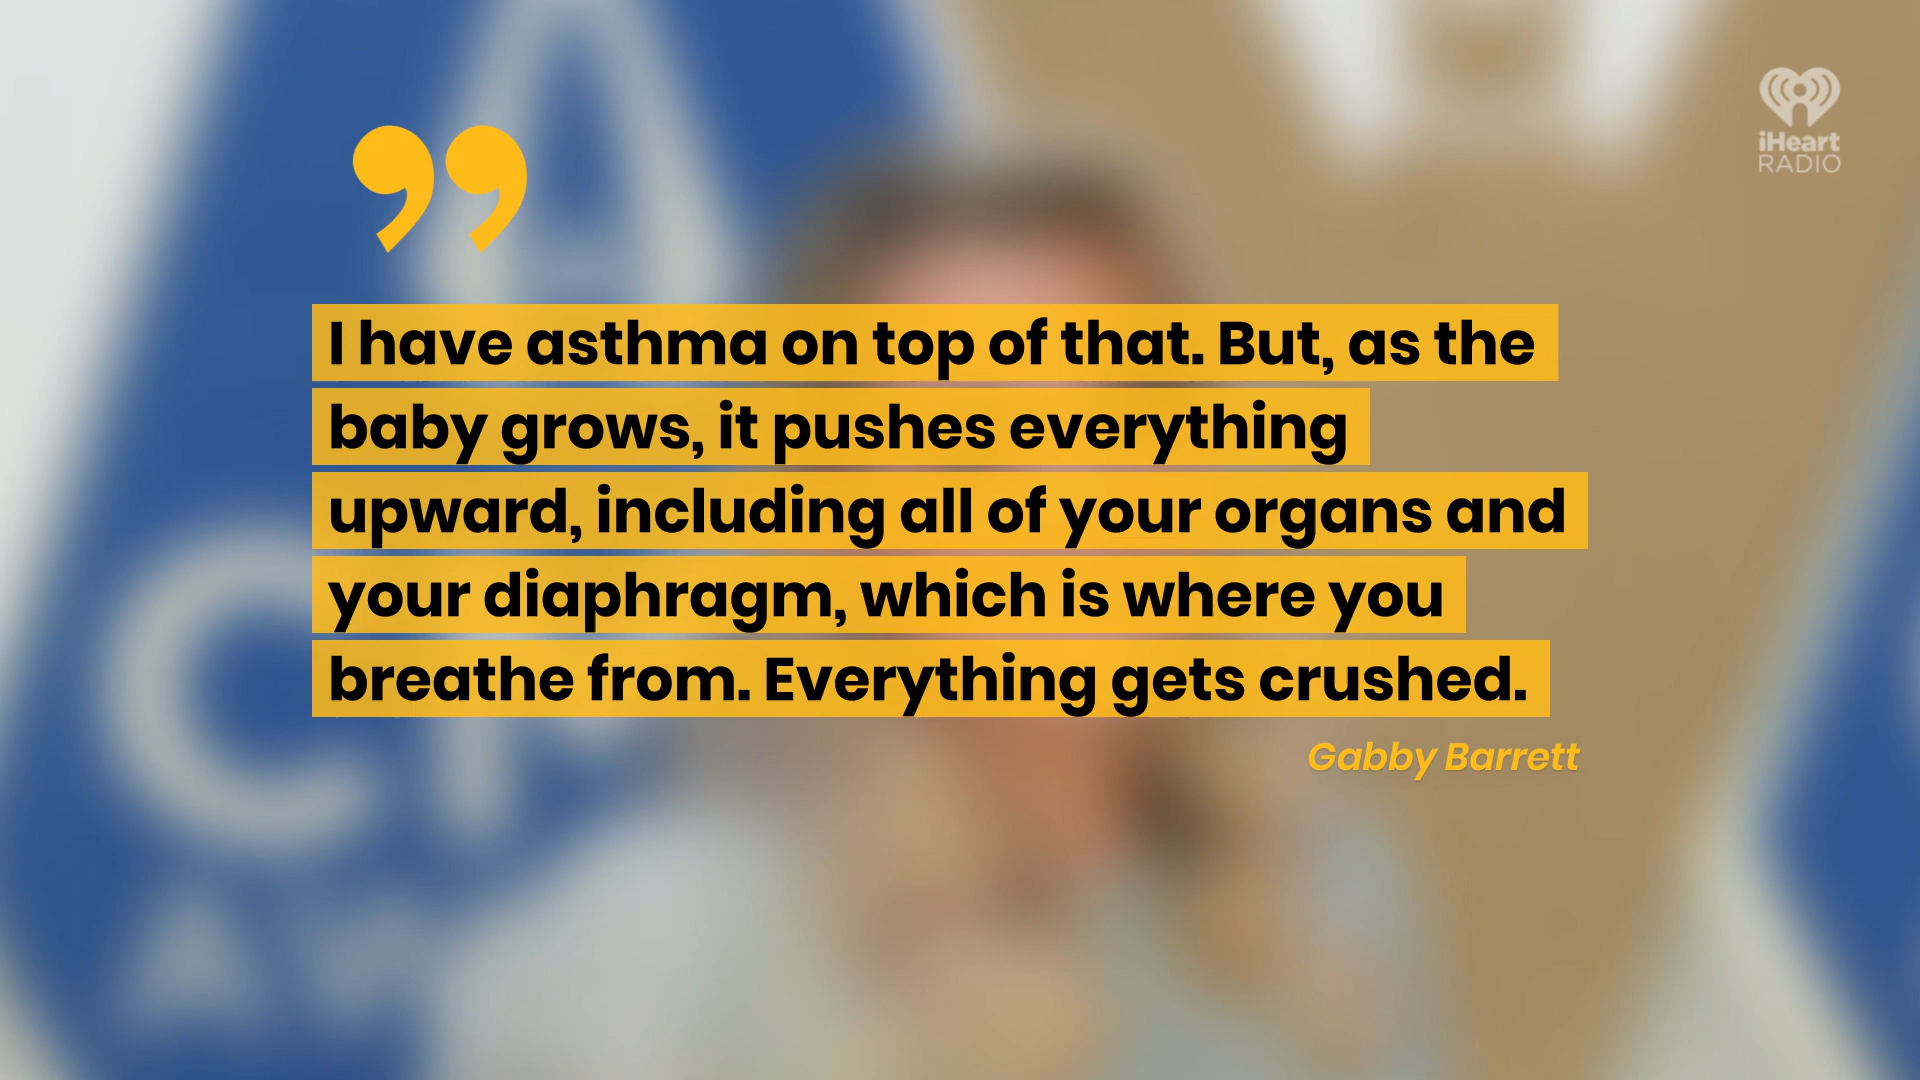 iHeart
RADIO
”
I have asthma on top of that. But, as the
baby grows, it pushes everything
upward, including all of your organs and
your diaphragm, which is where you
breathe from. Everything gets crushed.
Gabby Barrett